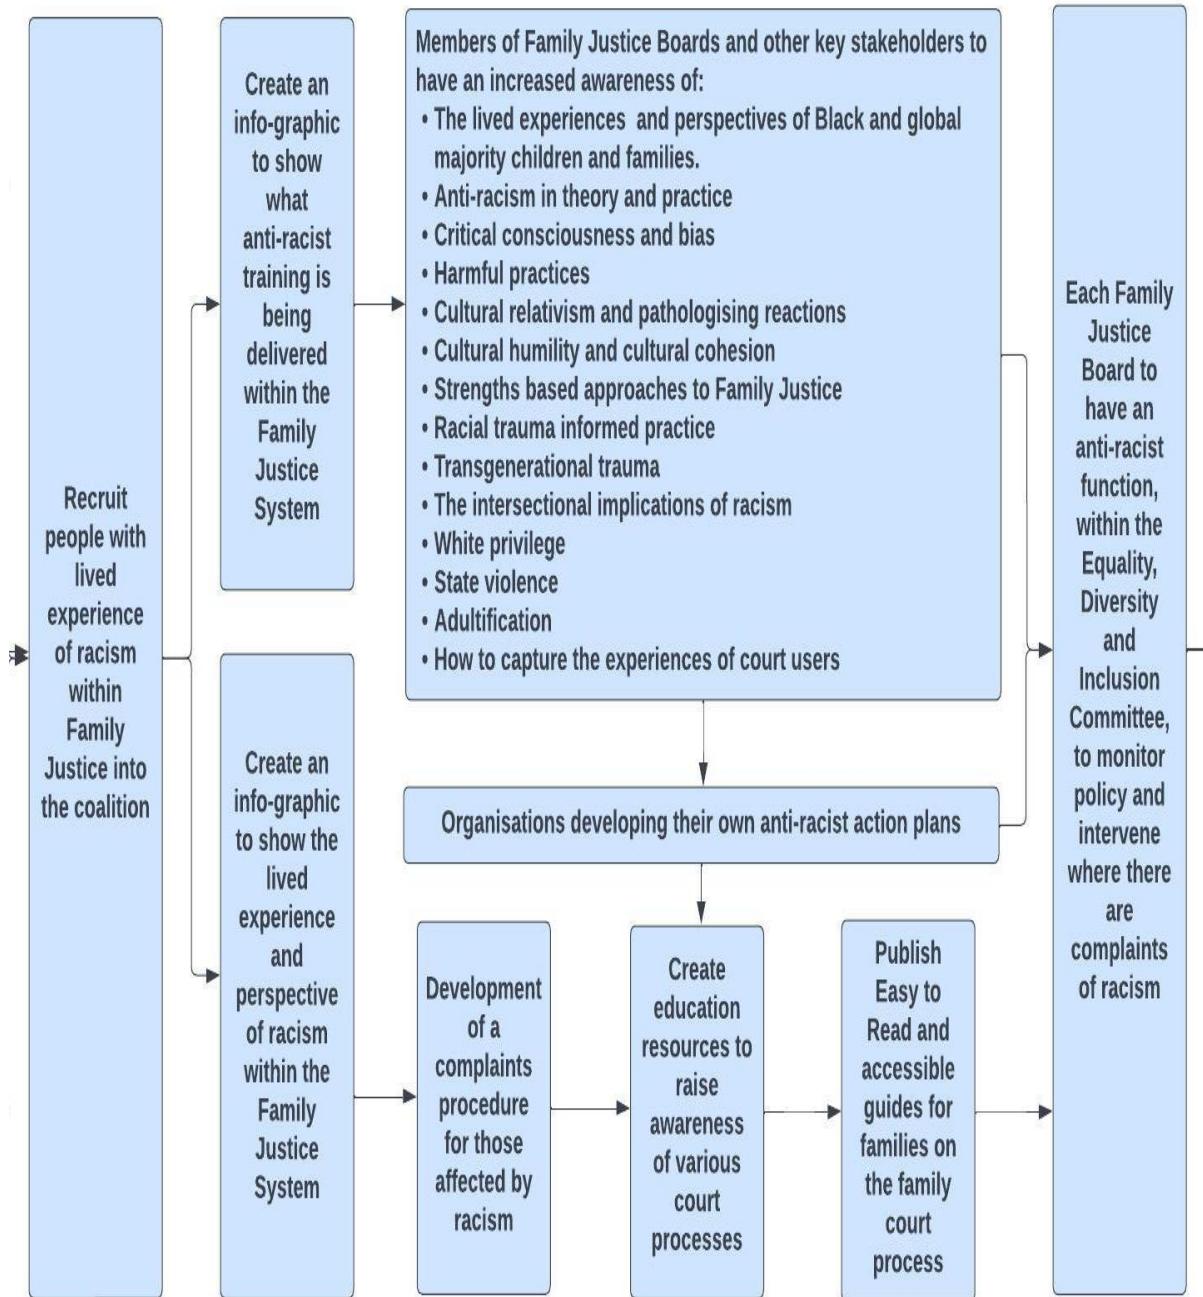 Recruit
people with
lived
experience
of racism
within
Family
Justice into
the coalition
Create an
info-graphic
to show
what
anti-racist
training is
being
delivered
within the
Family
Justice
System
Create an
info-graphic
to show the
lived
experience
and
perspective
of racism
within the
Family
Justice
System
Members of Family Justice Boards and other key stakeholders to
have an increased awareness of:
• The lived experiences and perspectives of Black and global
majority children and families.
• Anti-racism in theory and practice
• Critical consciousness and bias
• Harmful practices
• Cultural relativism and pathologising reactions
• Cultural humility and cultural cohesion
• Strengths based approaches to Family Justice
• Racial trauma informed practice
• Transgenerational trauma
• The intersectional implications of racism
• White privilege
• State violence
• Adultification
• How to capture the experiences of court users
Organisations developing their own anti-racist action plans
Development
of a
complaints
procedure
for those
affected by
racism
Create
education
resources to
raise
awareness
of various
court
processes
Publish
Easy to
Read and
accessible
guides for
families on
the family
court
process
Each Family
Justice
Board to
have an
anti-racist
function,
within the
Equality,
Diversity
and
Inclusion
Committee,
to monitor
policy and
intervene
where there
are
complaints
of racism